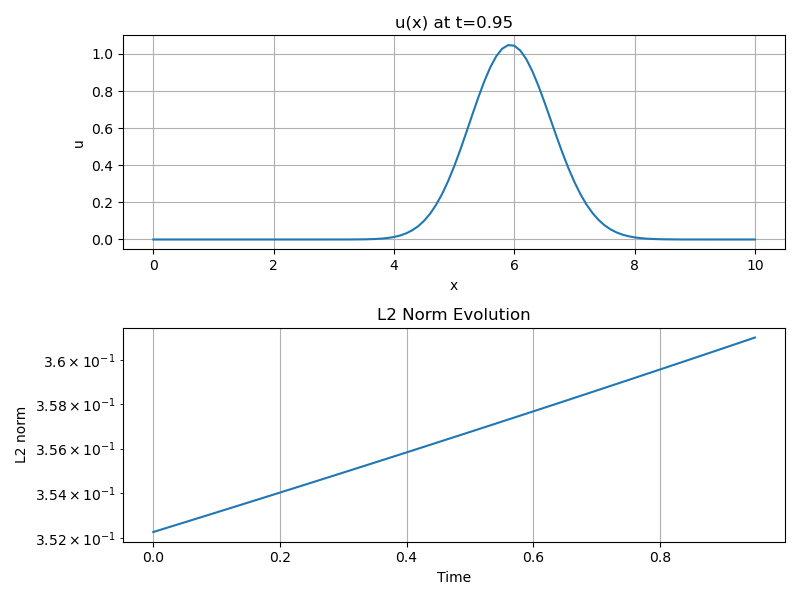 u(x) at t=0.95
u
1.0
0.8
0.6
0.4
0.2
0.0
0 2 4 6 8 10
x
L2 Norm Evolution
L2 norm
3.6 × 10⁻¹
3.58 × 10⁻¹
3.56 × 10⁻¹
3.54 × 10⁻¹
3.52 × 10⁻¹
0.0 0.2 0.4 0.6 0.8
Time